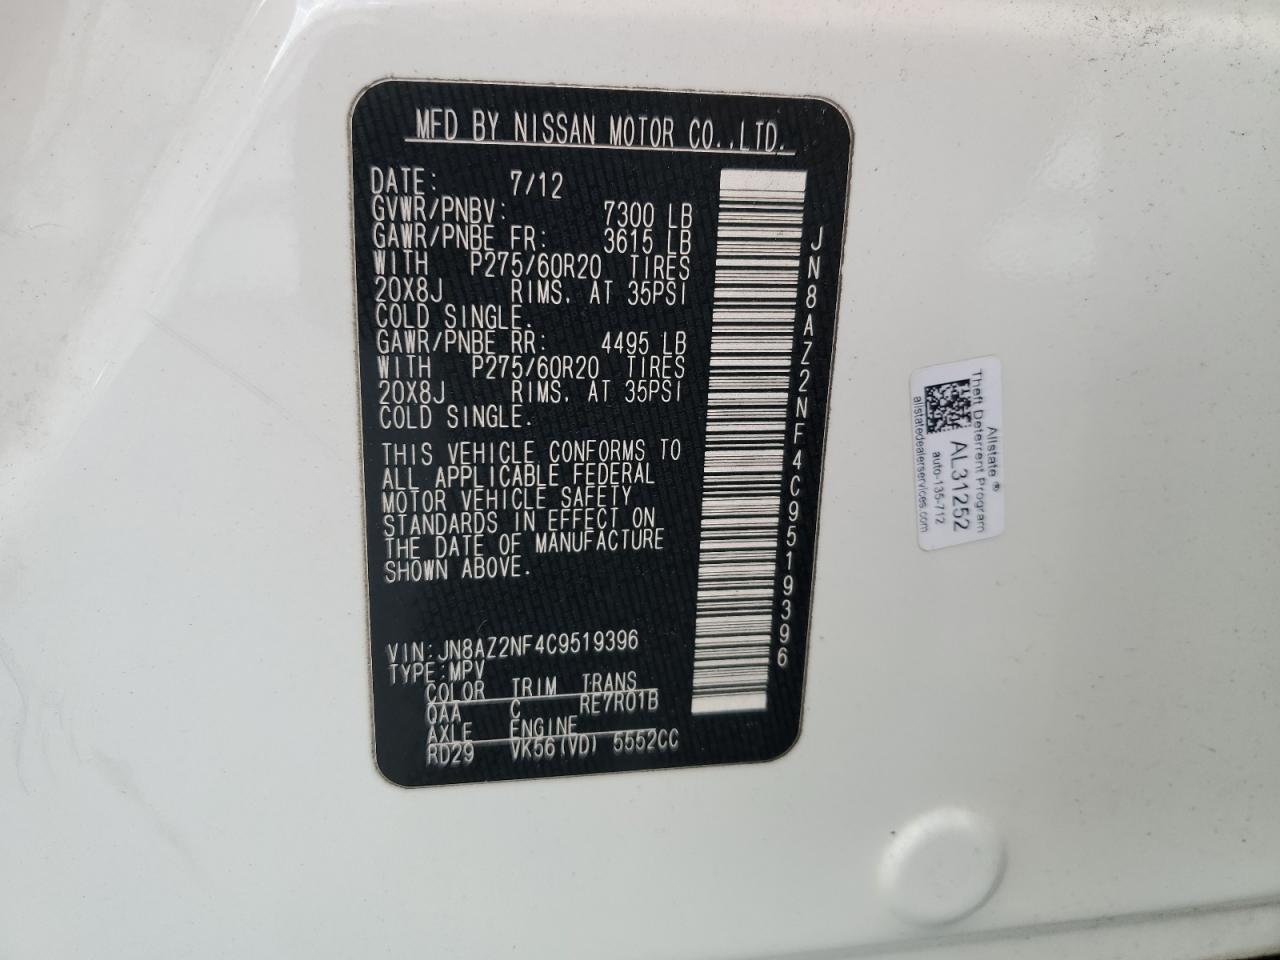 MFD BY NISSAN MOTOR CO.,LTD.
DATE: 7/12
GVWR/PNBV: 7300 LB
GAWR/PNBE FR: 3615 LB
WITH P275/60R20 TIRES
20X8J RIMS. AT 35PSI
COLD SINGLE.
GAWR/PNBE RR: 4495 LB
WITH P275/60R20 TIRES
20X8J RIMS. AT 35PSI
COLD SINGLE.
THIS VEHICLE CONFORMS TO
ALL APPLICABLE FEDERAL
MOTOR VEHICLE SAFETY
STANDARDS IN EFFECT ON
THE DATE OF MANUFACTURE
SHOWN ABOVE.
VIN:JN8AZ2NF4C9519396
TYPE:MPV
COLOR TRIM TRANS
QAA C RE7R01B
AXLE ENGINE
RD29 VK56(VD) 5552CC
JN8AZ2NF4C9519396
Allstate®
Theft Deterrent Program
AL31252
auto-135-712
allstatedealerservices.com